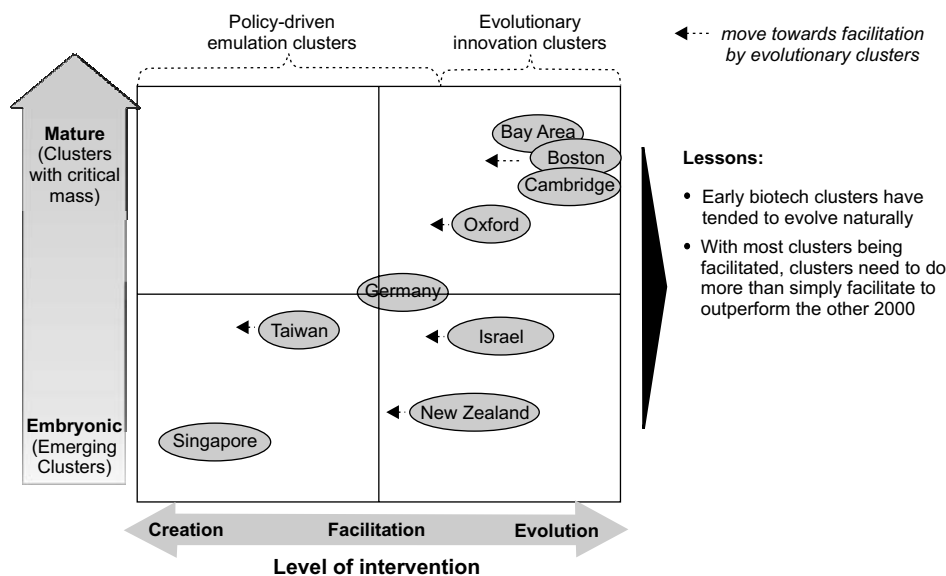 Policy-driven
emulation clusters
Evolutionary
innovation clusters
move towards facilitation
by evolutionary clusters
Mature
(Clusters
with critical
mass)
Embryonic
(Emerging
Clusters)
Bay Area
Boston
Cambridge
Oxford
Germany
Taiwan
Israel
New Zealand
Singapore
Lessons:
• Early biotech clusters have
tended to evolve naturally
• With most clusters being
facilitated, clusters need to do
more than simply facilitate to
outperform the other 2000
Creation
Facilitation
Evolution
Level of intervention